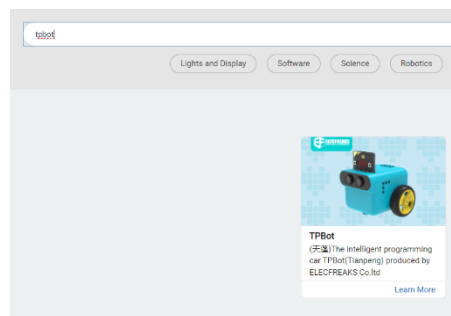 tpbot
Lights and Display
Software
Science
Robotics
ELECFREAKS
TPBot
(天蓬)The intelligent programming
car TPBot(Tianpeng) produced by
ELECFREAKS Co.ltd
Learn More